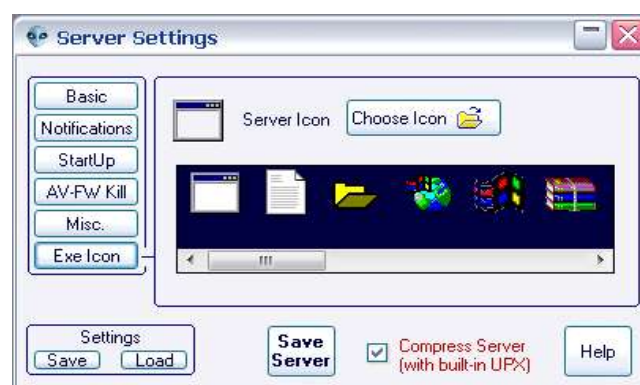 Server Settings
Basic
Notifications
StartUp
AV-FW Kill
Misc.
Exe Icon
Server Icon
Choose Icon
Settings
Save
Load
Save
Server
Compress Server
(with built-in UPX)
Help